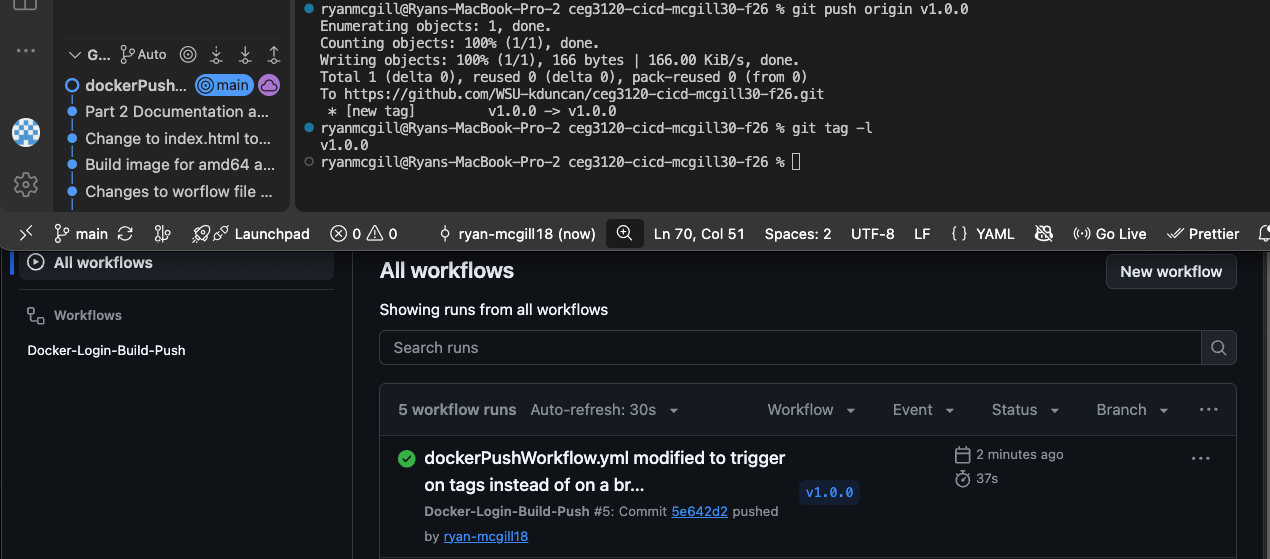 ryanmcgill@Ryans-MacBook-Pro-2 ceg3120-cicd-mcgill30-f26 % git push origin v1.0.0
Enumerating objects: 1, done.
Counting objects: 100% (1/1), done.
Writing objects: 100% (1/1), 166 bytes | 166.00 KiB/s, done.
Total 1 (delta 0), reused 0 (delta 0), pack-reused 0 (from 0)
To https://github.com/WSU-kduncan/ceg3120-cicd-mcgill30-f26.git
* [new tag] v1.0.0 -> v1.0.0
ryanmcgill@Ryans-MacBook-Pro-2 ceg3120-cicd-mcgill30-f26 % git tag -l
v1.0.0
ryanmcgill@Ryans-MacBook-Pro-2 ceg3120-cicd-mcgill30-f26 %
G... Auto
dockerPush... main
Part 2 Documentation a...
Change to index.html to...
Build image for amd64 a...
Changes to worflow file ...
main Launchpad 0 0 ryan-mcgill18 (now) Ln 70, Col 51 Spaces: 2 UTF-8 LF { } YAML Go Live Prettier
All workflows
Workflows
Docker-Login-Build-Push
All workflows
New workflow
Showing runs from all workflows
Search runs
5 workflow runs Auto-refresh: 30s Workflow Event Status Branch
dockerPushWorkflow.yml modified to trigger
on tags instead of on a br...
Docker-Login-Build-Push #5: Commit 5e642d2 pushed
by ryan-mcgill18
v1.0.0
2 minutes ago
37s